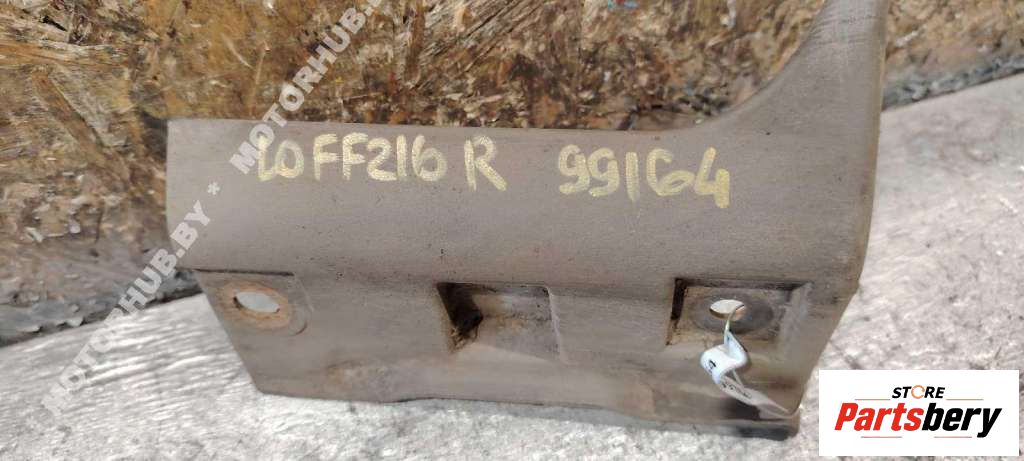 LOFF216 R 99164
MOTORHUB.BY * MOTORHUB.BY
STORE
Partsbery